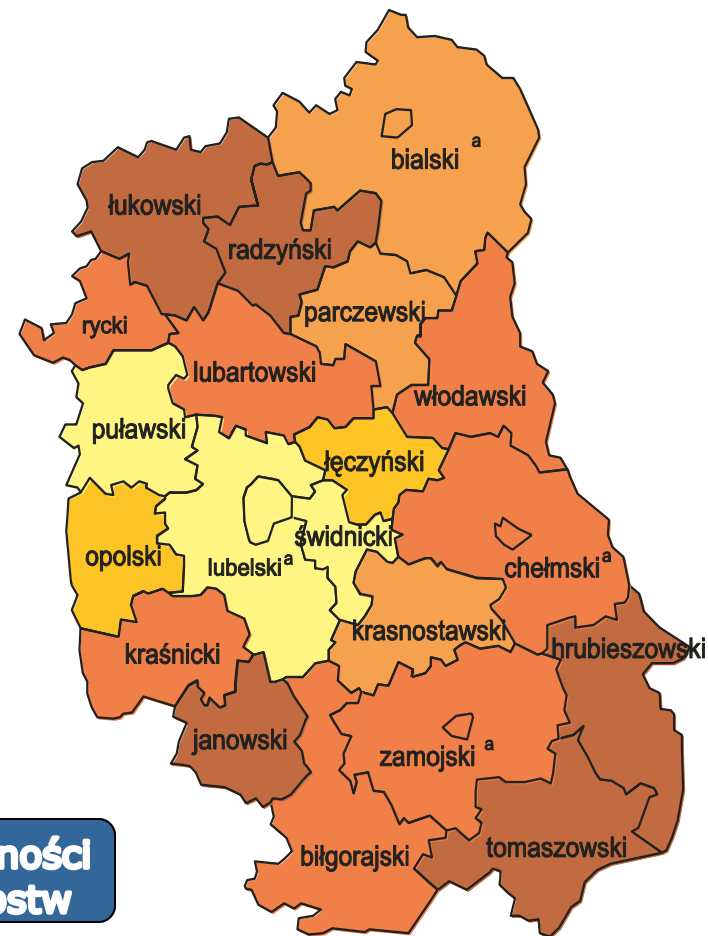 bialski a
łukowski
radzyński
parczewski
rycki
lubartowski
włodawski
puławski
łęczyński
świdnicki
opolski
lubelski a
chełmski a
krasnostawski
hrubieszowski
kraśnicki
janowski
zamojski a
biłgorajski
tomaszowski
ności
ostw